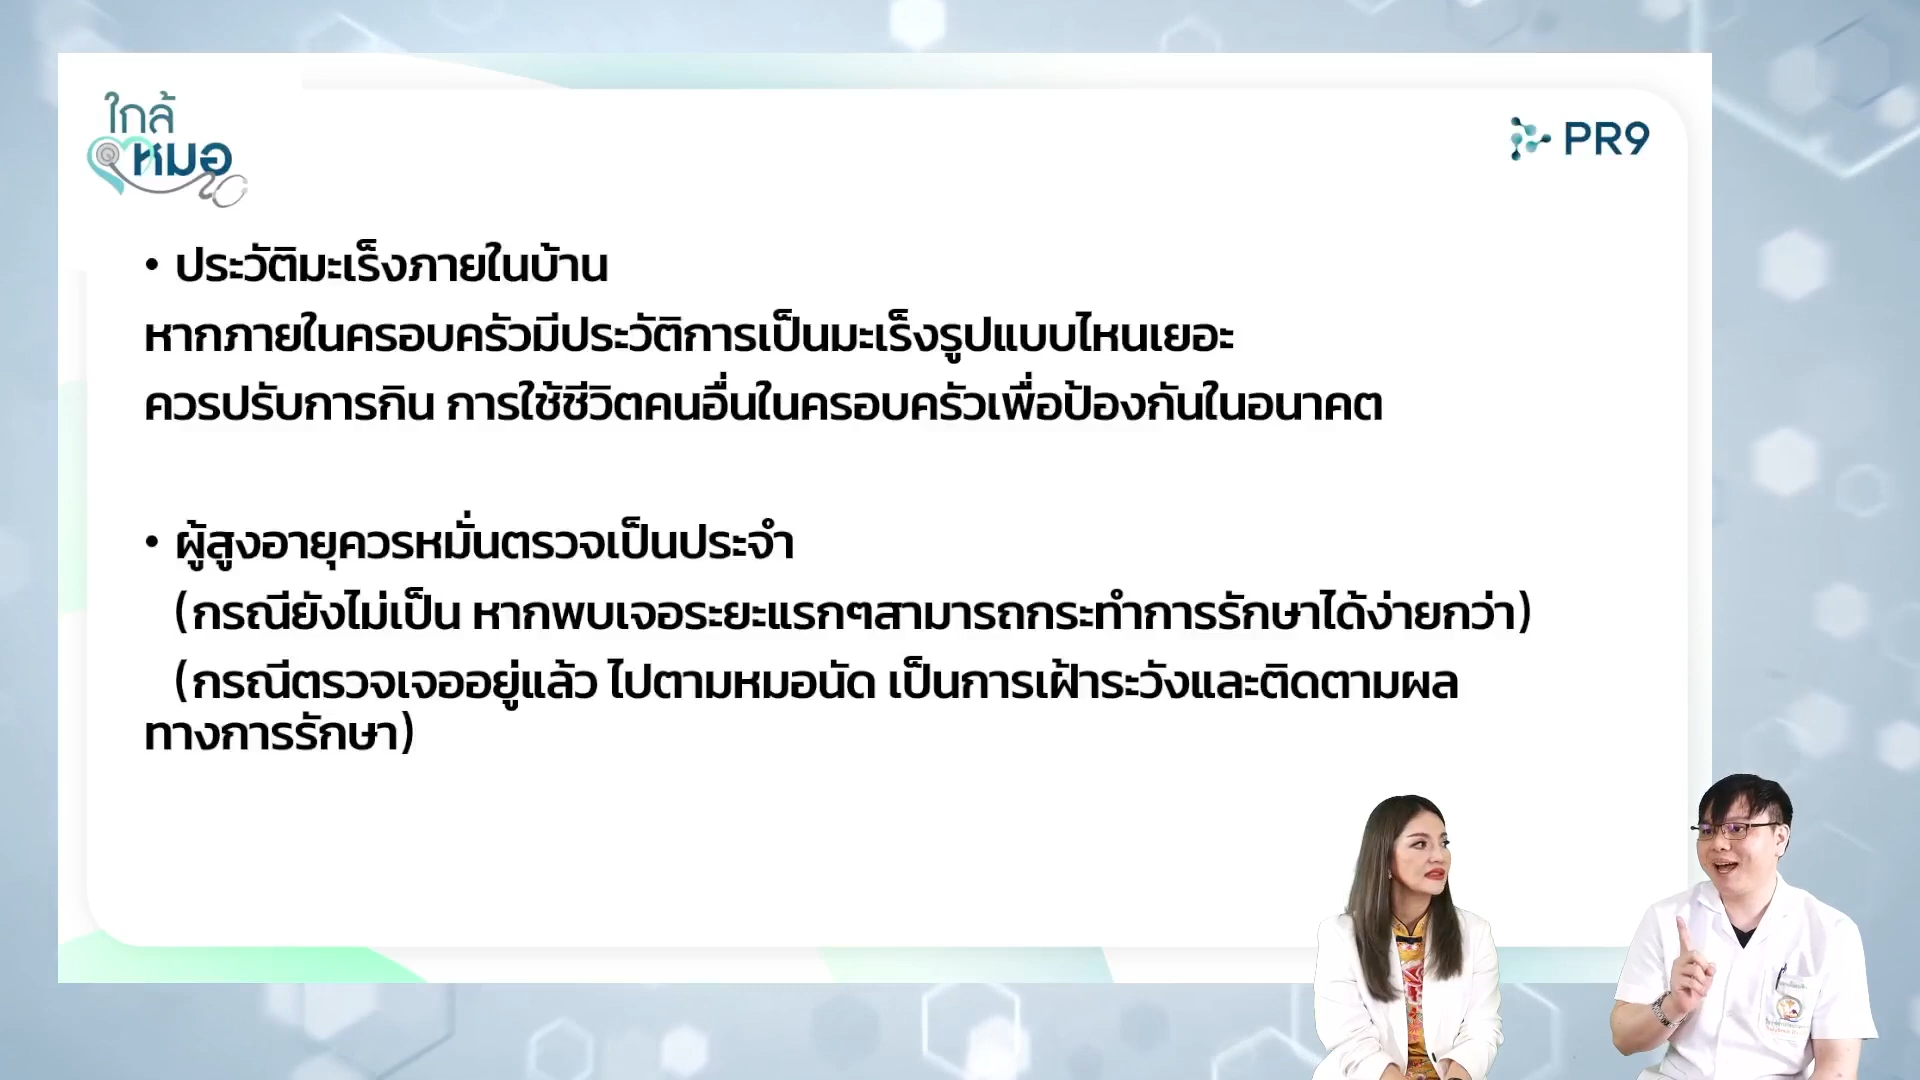 ใกล้
หมอ
PR9
• ประวัติมะเร็งภายในบ้าน
หากภายในครอบครัวมีประวัติการเป็นมะเร็งรูปแบบไหนเยอะ
ควรปรับการกิน การใช้ชีวิตคนอื่นในครอบครัวเพื่อป้องกันในอนาคต
• ผู้สูงอายุควรหมั่นตรวจเป็นประจำ
(กรณียังไม่เป็น หากพบเจอระยะแรกๆสามารถกระทำการรักษาได้ง่ายกว่า)
(กรณีตรวจเจออยู่แล้ว ไปตามหมอนัด เป็นการเฝ้าระวังและติดตามผล
ทางการรักษา)